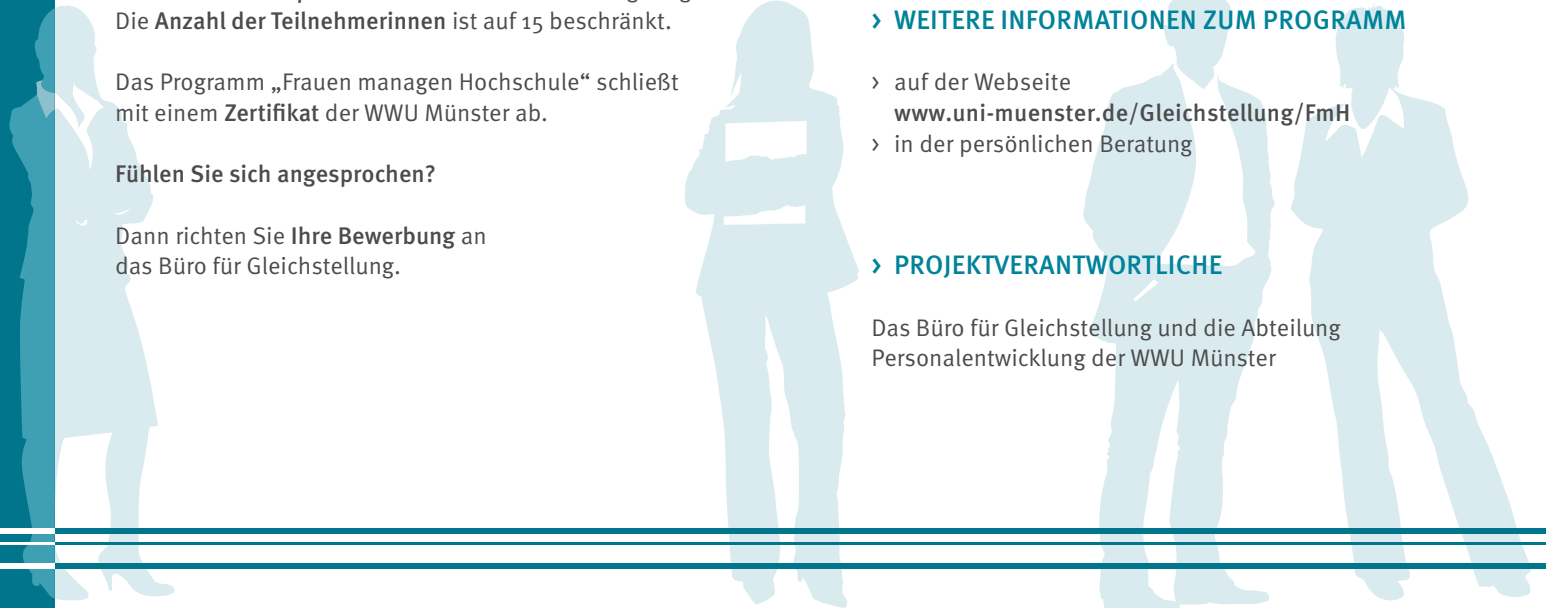 Die Anzahl der Teilnehmerinnen ist auf 15 beschränkt.
Das Programm „Frauen managen Hochschule“ schließt
mit einem Zertifikat der WWU Münster ab.
Fühlen Sie sich angesprochen?
Dann richten Sie Ihre Bewerbung an
das Büro für Gleichstellung.
› WEITERE INFORMATIONEN ZUM PROGRAMM
› auf der Webseite
www.uni-muenster.de/Gleichstellung/FmH
› in der persönlichen Beratung
› PROJEKTVERANTWORTLICHE
Das Büro für Gleichstellung und die Abteilung
Personalentwicklung der WWU Münster